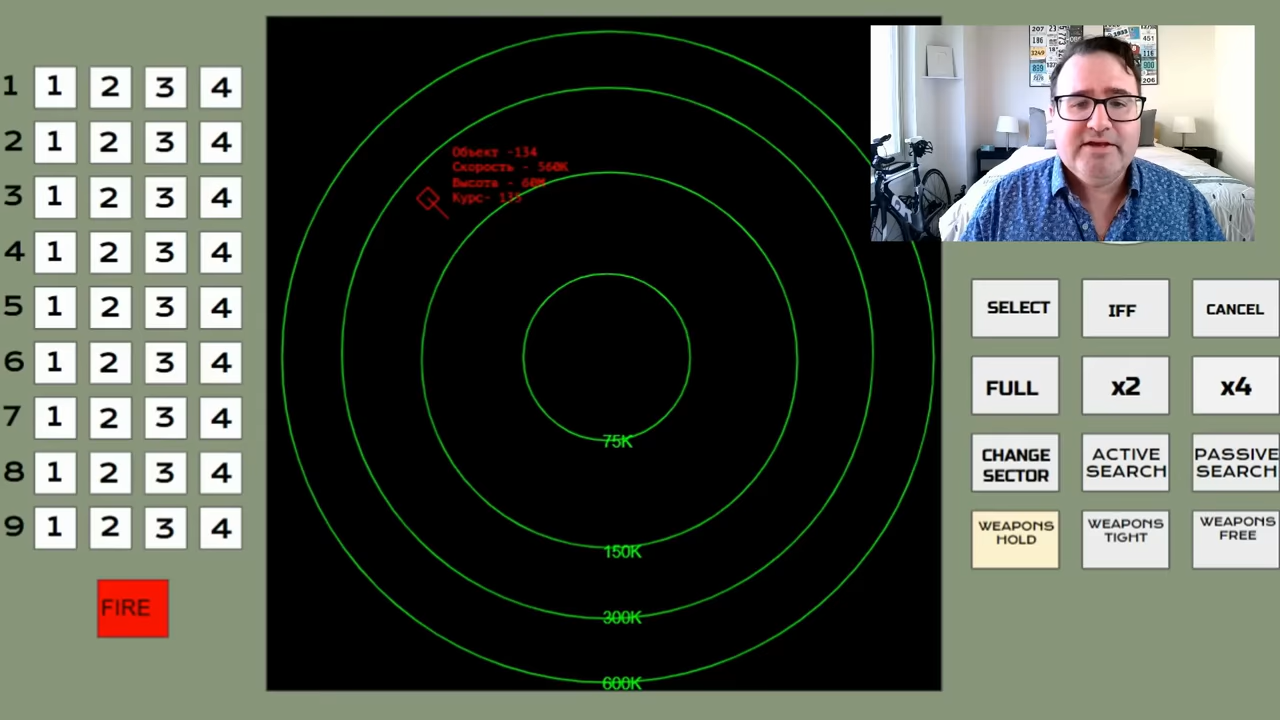 1 1 2 3 4
2 1 2 3 4
3 1 2 3 4
4 1 2 3 4
5 1 2 3 4
6 1 2 3 4
7 1 2 3 4
8 1 2 3 4
9 1 2 3 4
FIRE
Объект -134
Скорость - 560К
Высота - 60М
Курс- 135
75K
150K
300K
600K
SELECT
IFF
CANCEL
FULL
x2
x4
CHANGE
SECTOR
ACTIVE
SEARCH
PASSIVE
SEARCH
WEAPONS
HOLD
WEAPONS
TIGHT
WEAPONS
FREE